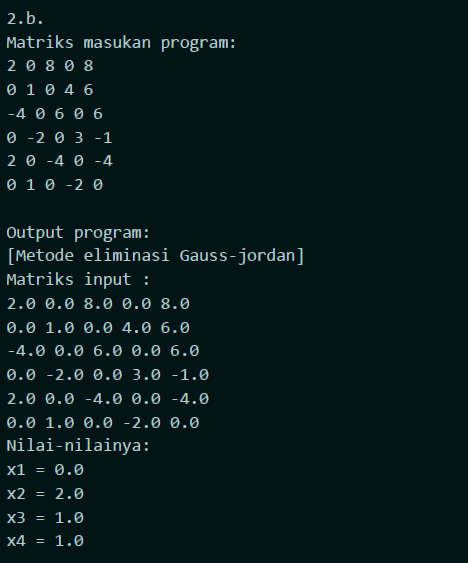 2.b.
Matriks masukan program:
2 0 8 0 8
0 1 0 4 6
-4 0 6 0 6
0 -2 0 3 -1
2 0 -4 0 -4
0 1 0 -2 0
Output program:
[Metode eliminasi Gauss-jordan]
Matriks input :
2.0 0.0 8.0 0.0 8.0
0.0 1.0 0.0 4.0 6.0
-4.0 0.0 6.0 0.0 6.0
0.0 -2.0 0.0 3.0 -1.0
2.0 0.0 -4.0 0.0 -4.0
0.0 1.0 0.0 -2.0 0.0
Nilai-nilainya:
x1 = 0.0
x2 = 2.0
x3 = 1.0
x4 = 1.0